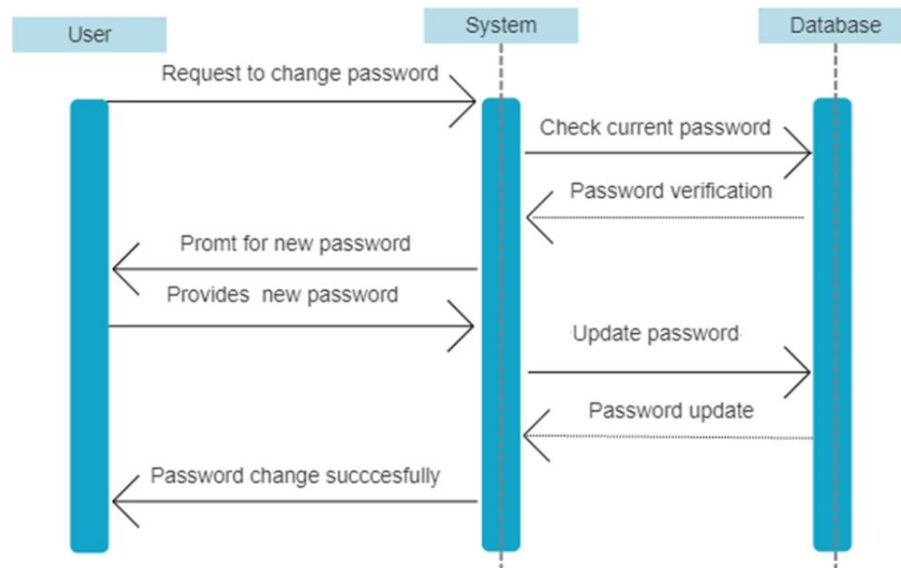 User
System
Database
Request to change password
Check current password
Password verification
Promt for new password
Provides new password
Update password
Password update
Password change succcesfully